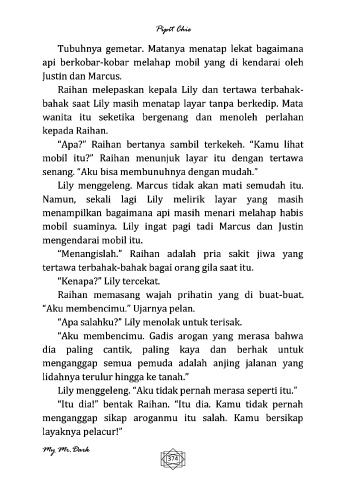 Pipit Chie
Tubuhnya gemetar. Matanya menatap lekat bagaimana
api berkobar-kobar melahap mobil yang di kendarai oleh
Justin dan Marcus.
Raihan melepaskan kepala Lily dan tertawa terbahak-
bahak saat Lily masih menatap layar tanpa berkedip. Mata
wanita itu seketika bergenang dan menoleh perlahan
kepada Raihan.
“Apa?” Raihan bertanya sambil terkekeh. “Kamu lihat
mobil itu?” Raihan menunjuk layar itu dengan tertawa
senang. “Aku bisa membunuhnya dengan mudah.”
Lily menggeleng. Marcus tidak akan mati semudah itu.
Namun, sekali lagi Lily melirik layar yang masih
menampilkan bagaimana api masih menari melahap habis
mobil suaminya. Lily ingat pagi tadi Marcus dan Justin
mengendarai mobil itu.
“Menangislah.” Raihan adalah pria sakit jiwa yang
tertawa terbahak-bahak bagai orang gila saat itu.
“Kenapa?” Lily tercekat.
Raihan memasang wajah prihatin yang di buat-buat.
“Aku membencimu.” Ujarnya pelan.
“Apa salahku?” Lily menolak untuk terisak.
“Aku membencimu. Gadis arogan yang merasa bahwa
dia paling cantik, paling kaya dan berhak untuk
menganggap semua pemuda adalah anjing jalanan yang
lidahnya terulur hingga ke tanah.”
Lily menggeleng. “Aku tidak pernah merasa seperti itu.”
“Itu dia!” bentak Raihan. “Itu dia. Kamu tidak pernah
menganggap sikap aroganmu itu salah. Kamu bersikap
layaknya pelacur!”
My Mr.Dark
374